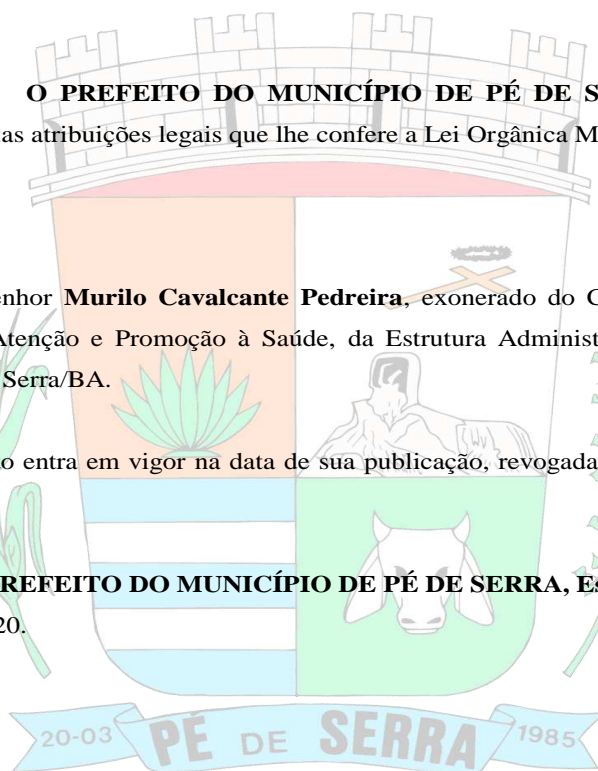 O PREFEITO DO MUNICÍPIO DE PÉ DE S
as atribuições legais que lhe confere a Lei Orgânica M
enhor Murilo Cavalcante Pedreira, exonerado do C
Atenção e Promoção à Saúde, da Estrutura Administ
Serra/BA.
o entra em vigor na data de sua publicação, revogada
REFEITO DO MUNICÍPIO DE PÉ DE SERRA, Es
20.
20-03 PÉ DE SERRA 1985